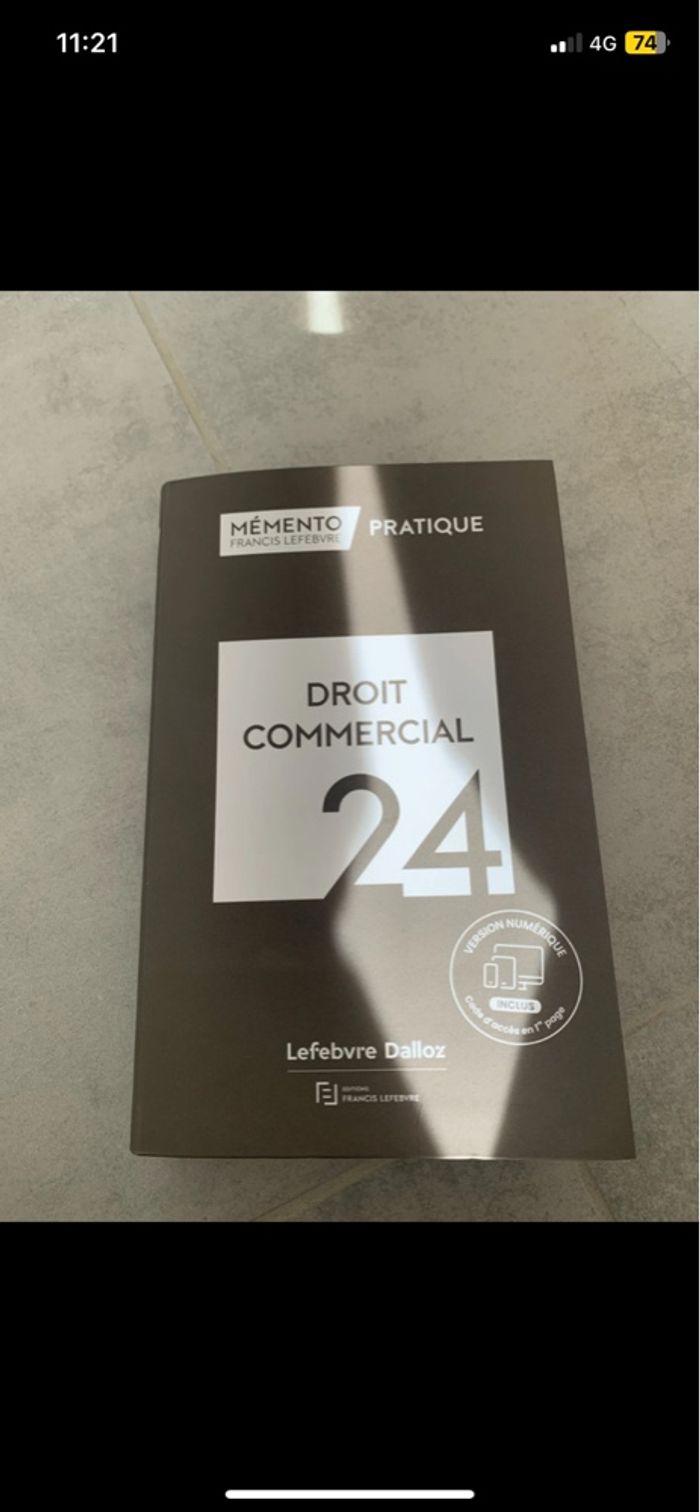 11:21
4G
74
MÉMENTO
FRANCIS LEFEBVRE
PRATIQUE
DROIT
COMMERCIAL
24
VERSION NUMÉRIQUE
INCLUS
Code d'accès en 1re page
Lefebvre Dalloz
EDITIONS
FRANCIS LEFEBVRE